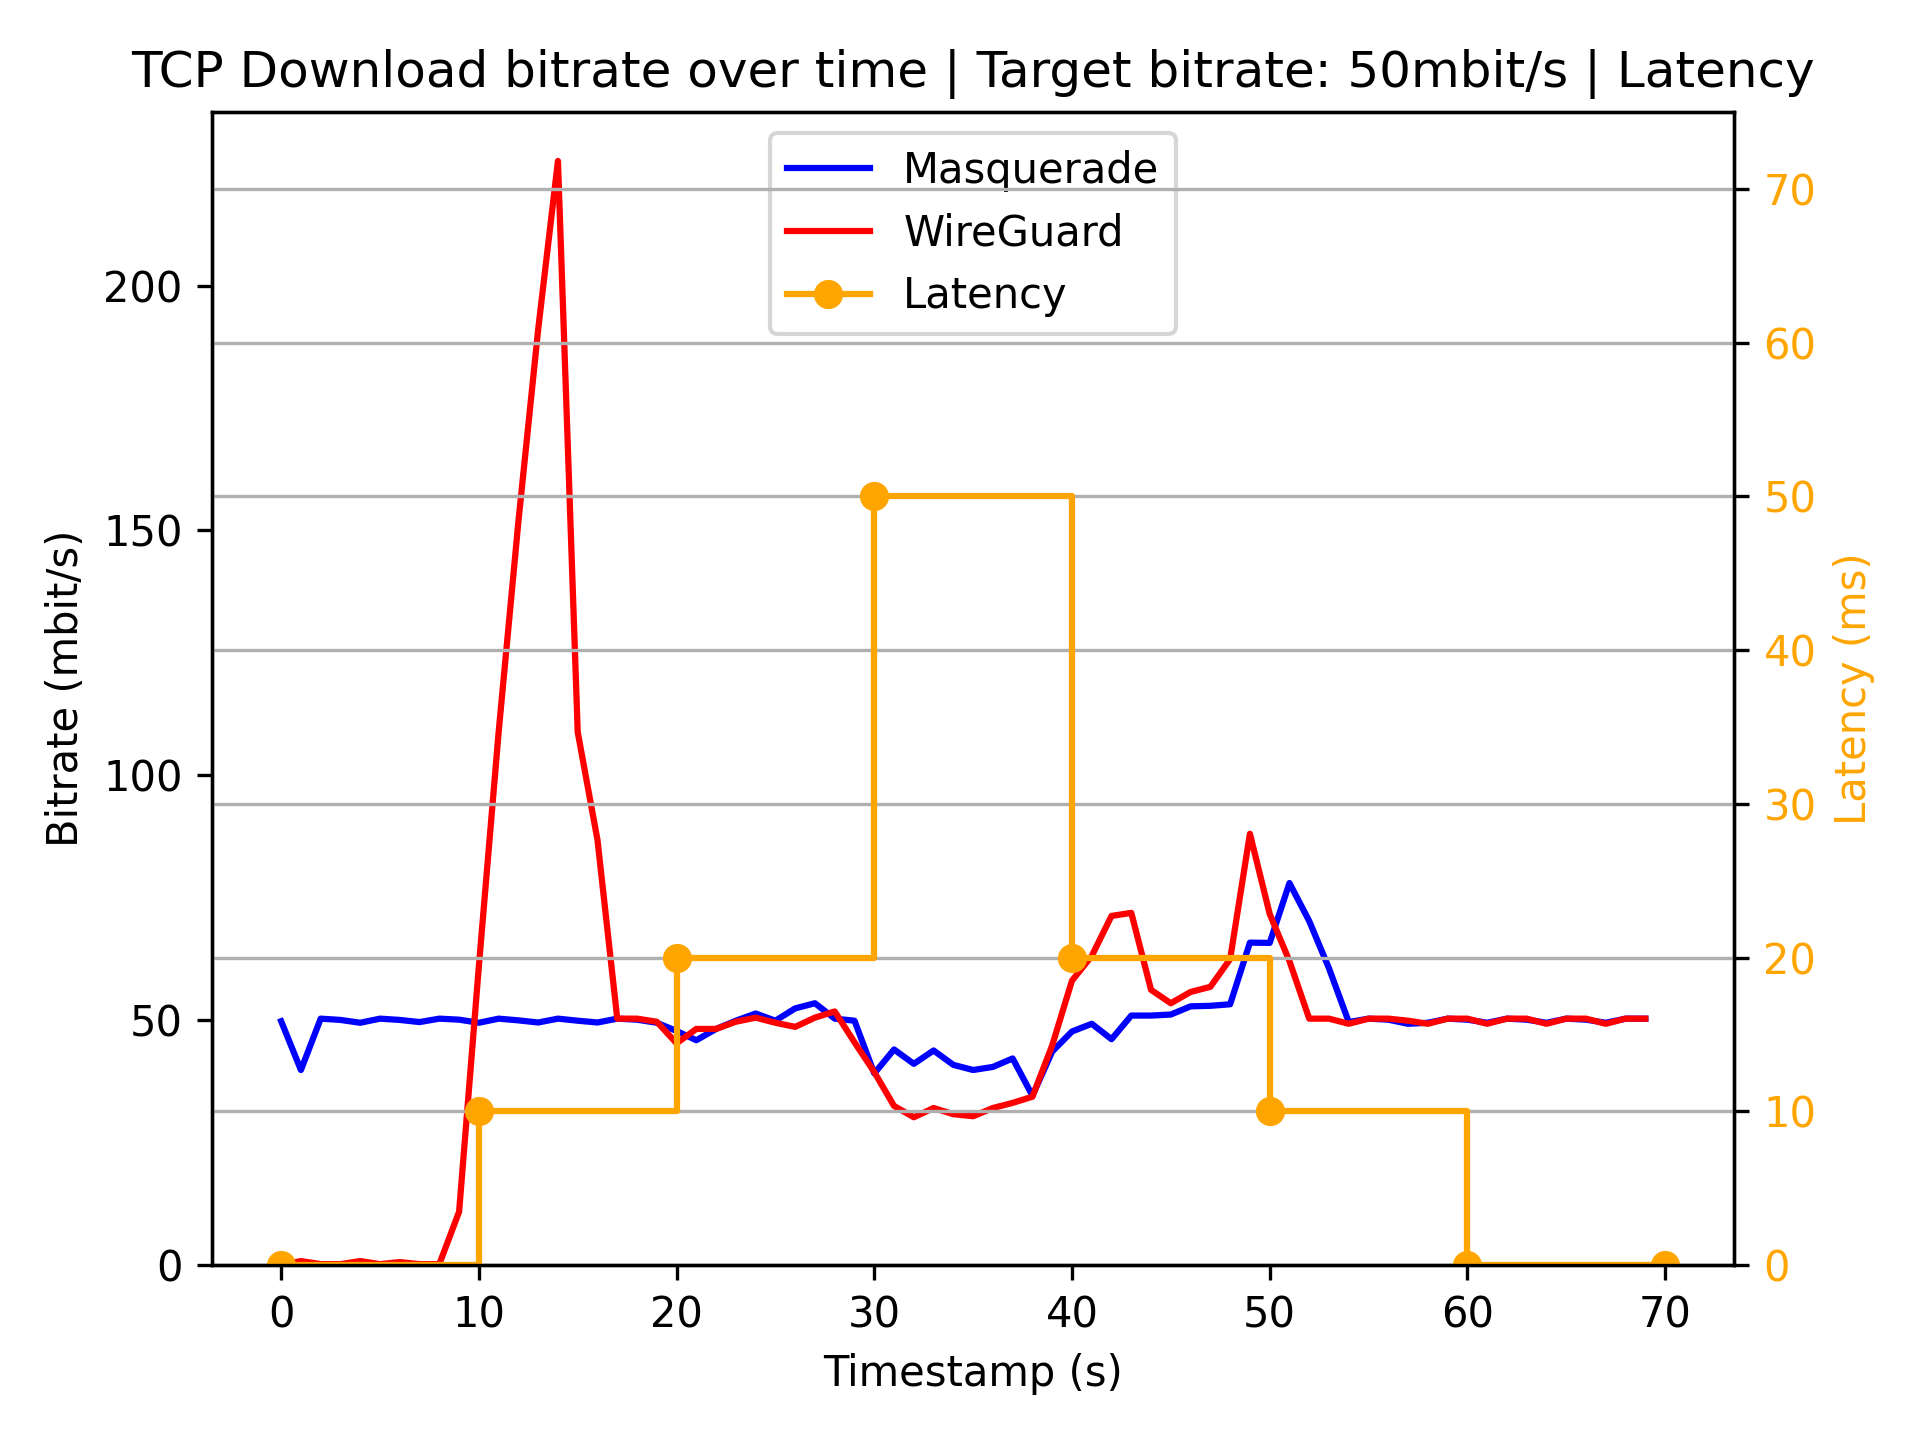 TCP Download bitrate over time | Target bitrate: 50mbit/s | Latency
Masquerade
WireGuard
Latency
200
150
100
50
0
Bitrate (mbit/s)
70
60
50
40
30
20
10
0
Latency (ms)
0 10 20 30 40 50 60 70
Timestamp (s)